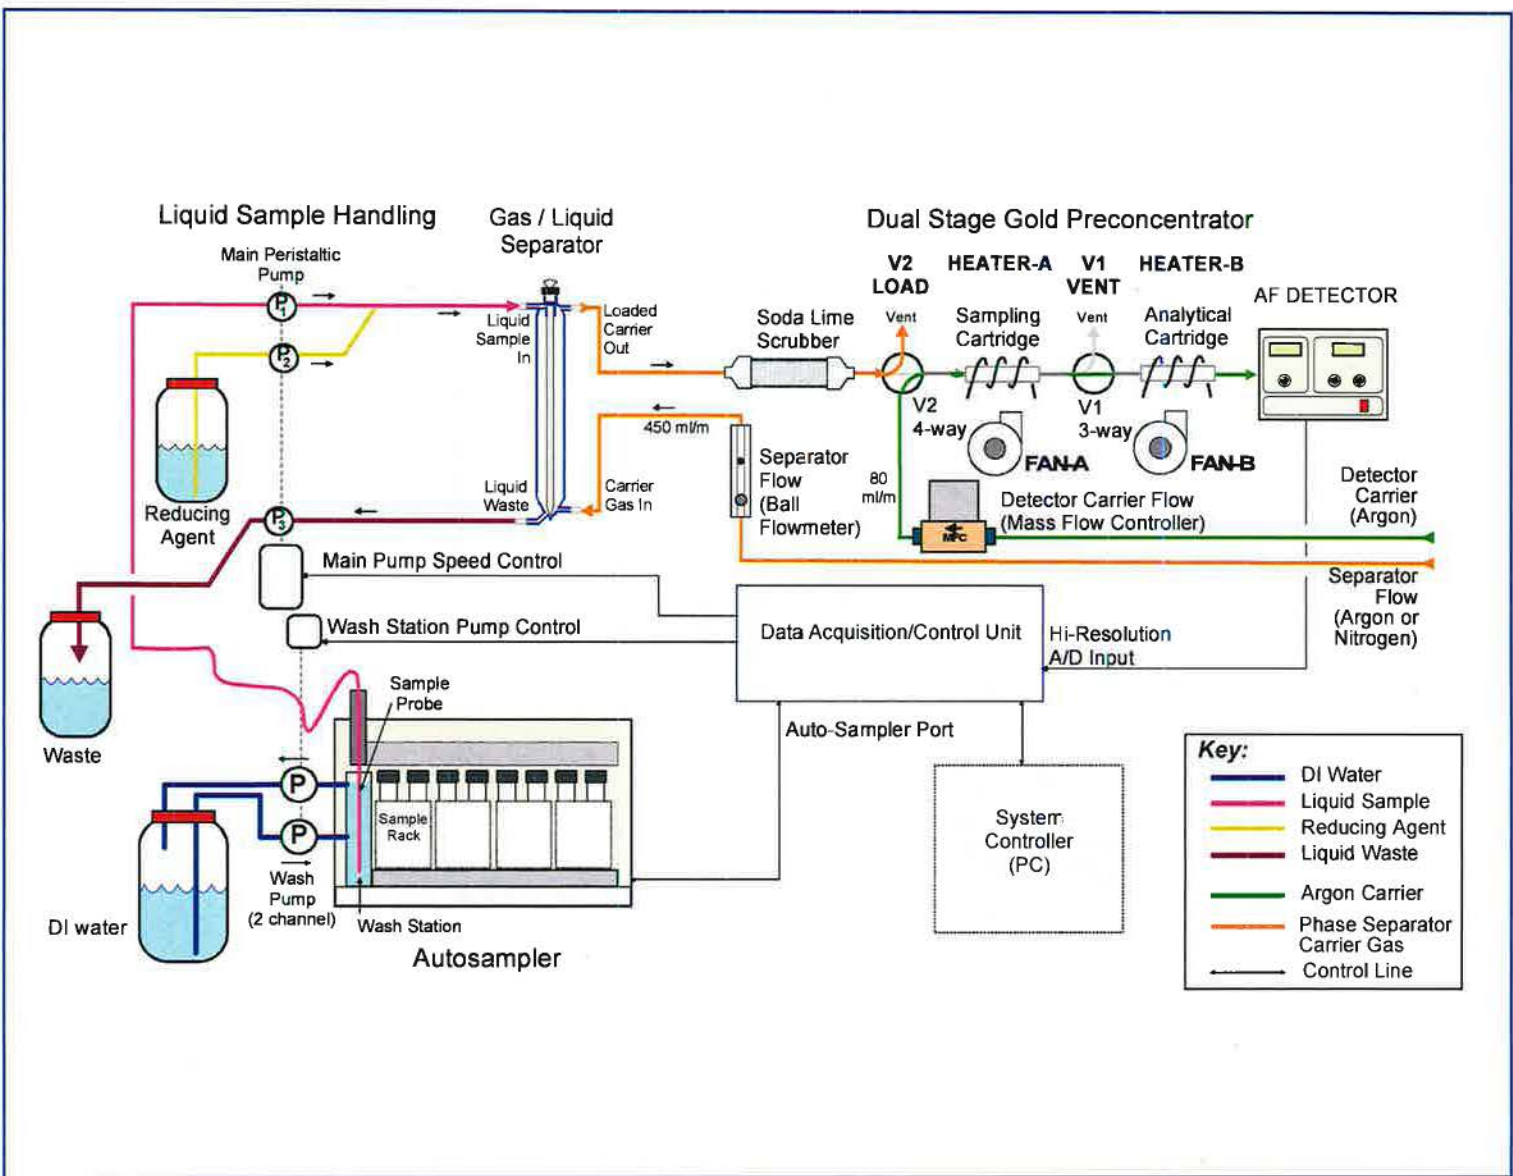 Liquid Sample Handling
Gas / Liquid
Separator
Dual Stage Gold Preconcentrator
Main Peristaltic
Pump
P1
P2
Reducing
Agent
P3
Liquid
Sample
In
Loaded
Carrier
Out
Liquid
Waste
Carrier
Gas In
450 ml/m
Soda Lime
Scrubber
V2
LOAD
HEATER-A
V1
VENT
HEATER-B
AF DETECTOR
Vent
Sampling
Cartridge
Vent
Analytical
Cartridge
V2
4-way
V1
3-way
FAN-A
FAN-B
Separator
Flow
(Ball
Flowmeter)
80
ml/m
MFC
Detector Carrier Flow
(Mass Flow Controller)
Detector
Carrier
(Argon)
Separator
Flow
(Argon or
Nitrogen)
Main Pump Speed Control
Wash Station Pump Control
Data Acquisition/Control Unit
Hi-Resolution
A/D Input
Waste
Sample
Probe
Auto-Sampler Port
P
P
Sample
Rack
Wash
Pump
(2 channel)
Wash Station
DI water
Autosampler
System
Controller
(PC)
Key:
DI Water
Liquid Sample
Reducing Agent
Liquid Waste
Argon Carrier
Phase Separator
Carrier Gas
Control Line